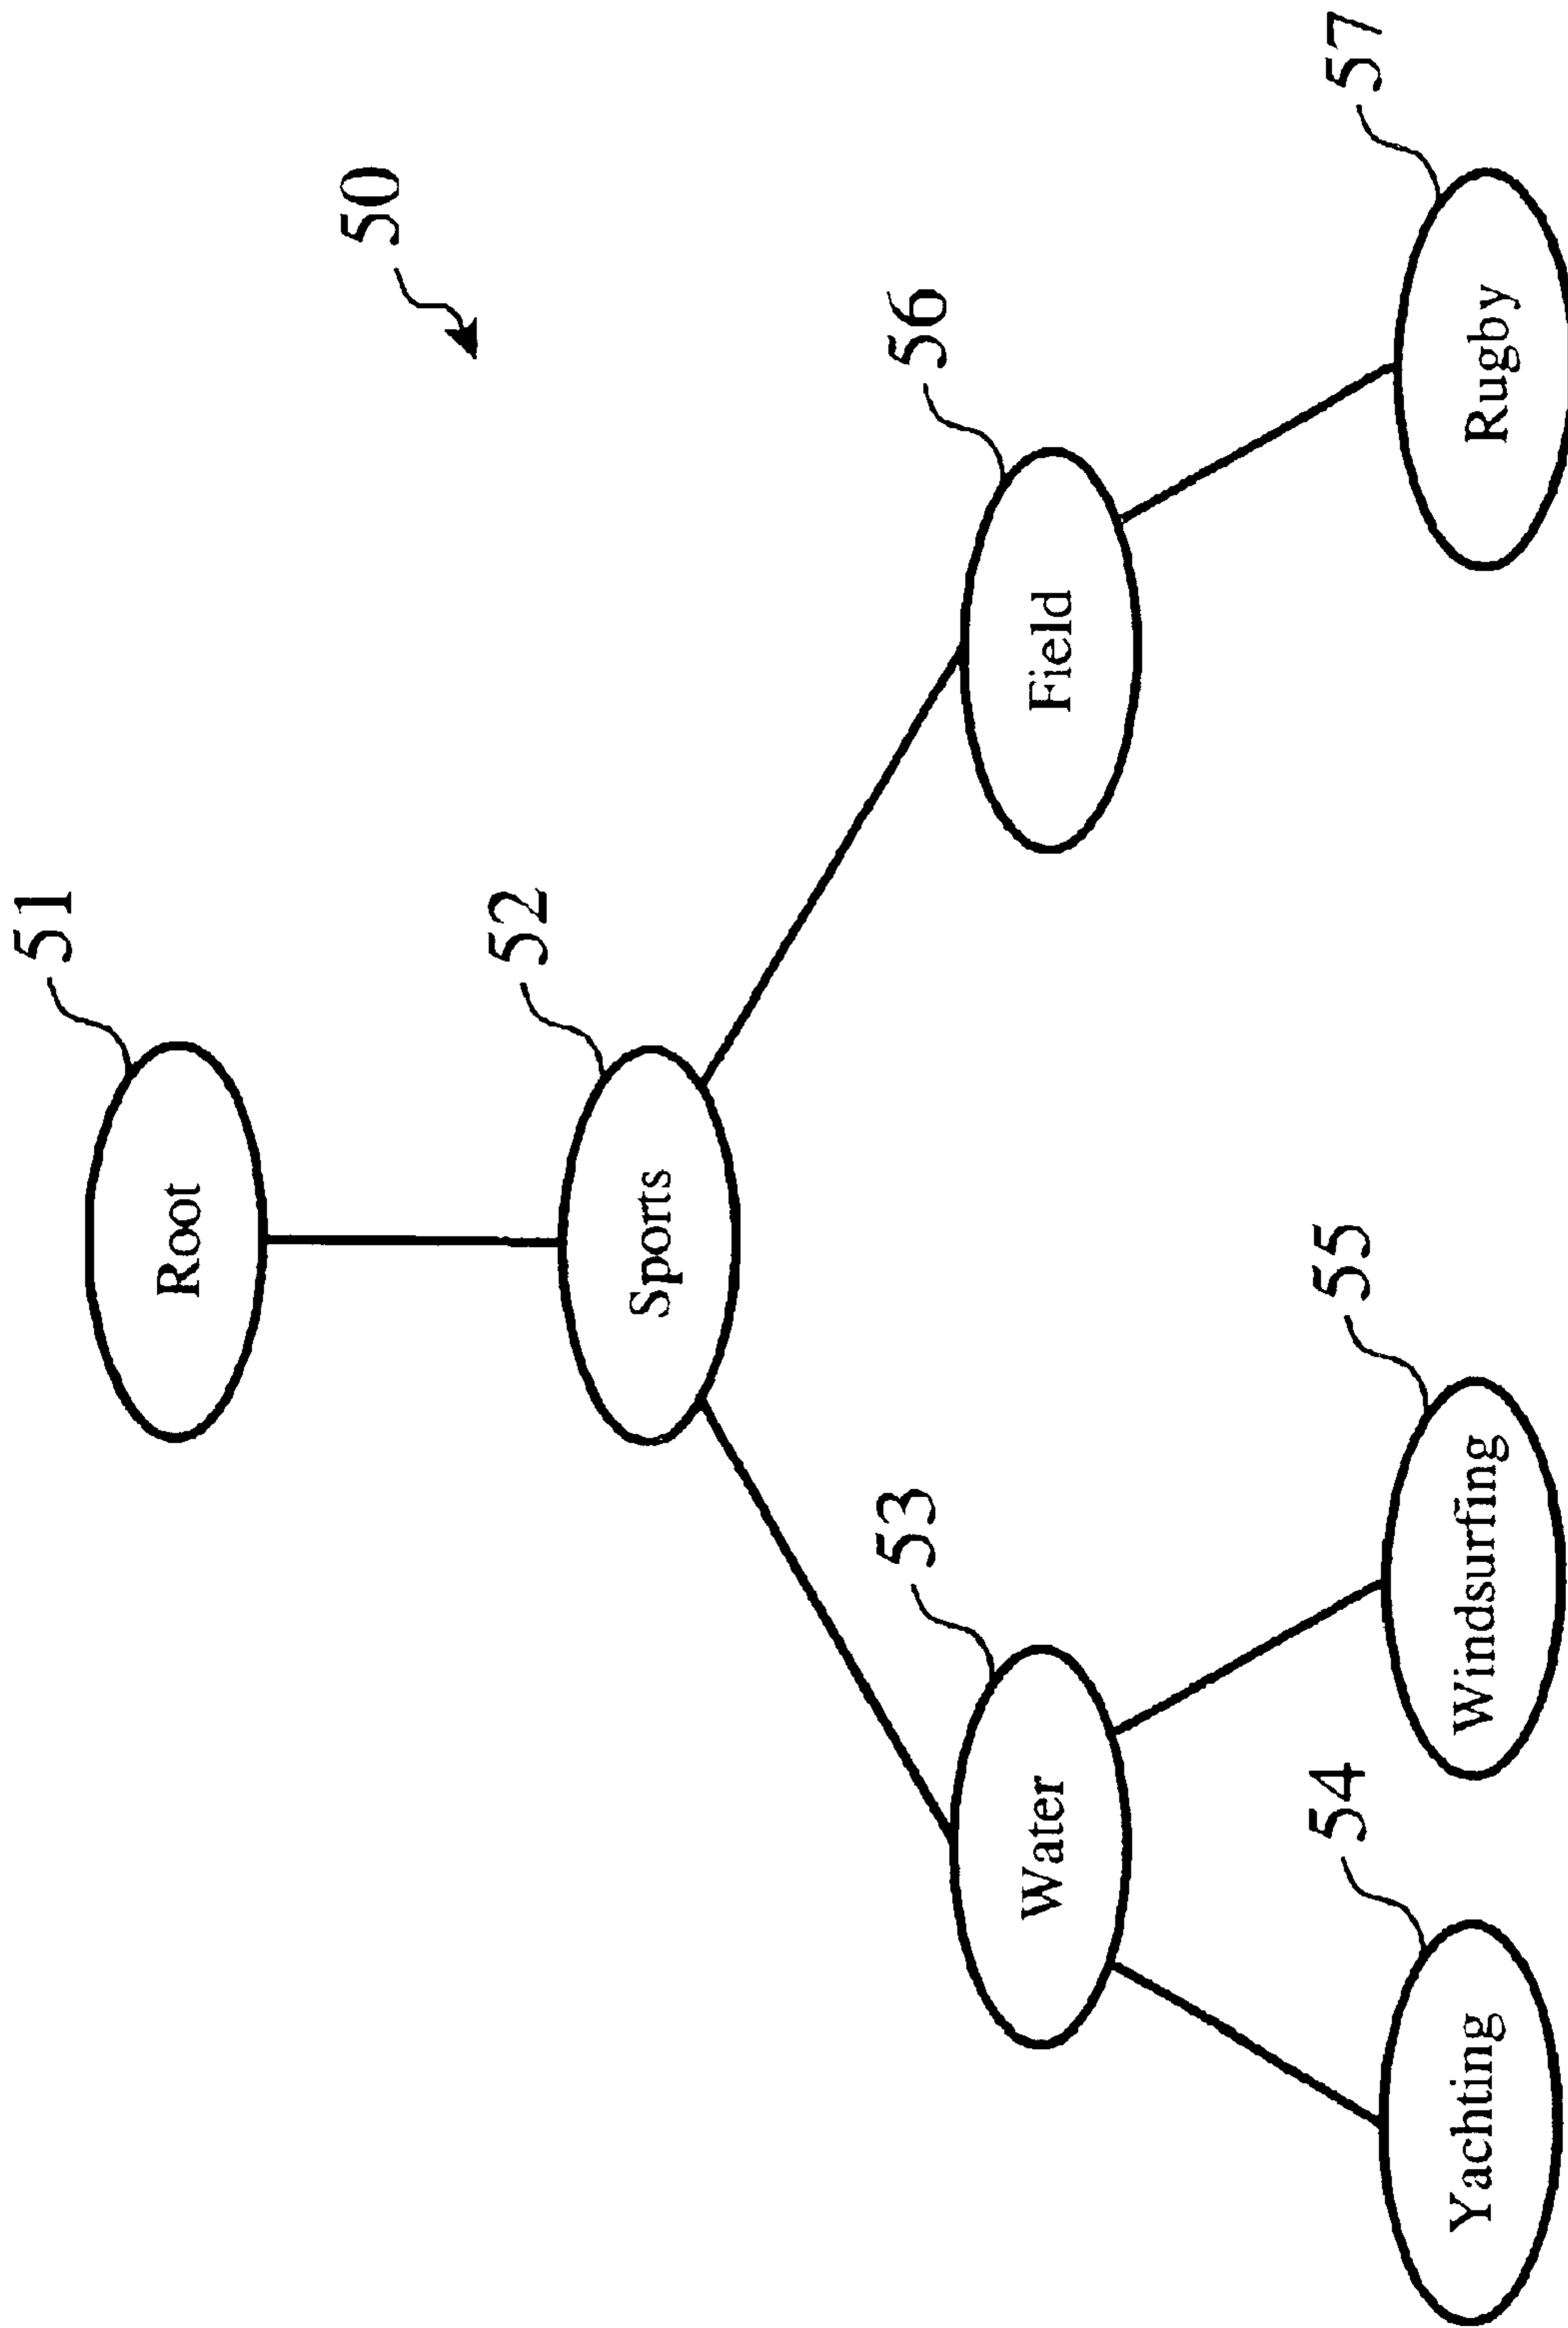 50
51
Root
52
Sports
53
Water
56
Field
54
Yachting
55
Windsurfing
57
Rugby